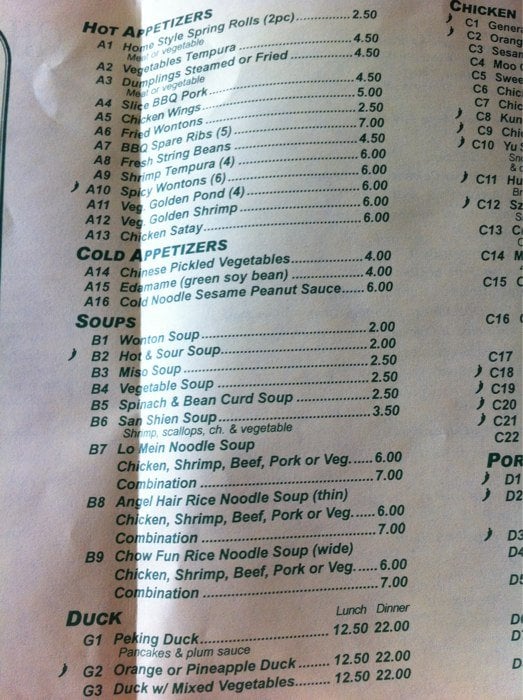 HOT APPETIZERS
A1 Home Style Spring Rolls (2pc) 2.50
Meat or vegetable
A2 Vegetables Tempura 4.50
A3 Dumplings Steamed or Fried 4.50
Meat or vegetable
A4 Slice BBQ Pork 4.50
A5 Chicken Wings 5.00
A6 Fried Wontons 2.50
A7 BBQ Spare Ribs (5) 7.00
A8 Fresh String Beans 4.50
A9 Shrimp Tempura (4) 6.00
A10 Spicy Wontons (6) 6.00
A11 Veg. Golden Pond (4) 6.00
A12 Veg. Golden Shrimp 6.00
A13 Chicken Satay 6.00
COLD APPETIZERS
A14 Chinese Pickled Vegetables 4.00
A15 Edamame (green soy bean) 4.00
A16 Cold Noodle Sesame Peanut Sauce 6.00
SOUPS
B1 Wonton Soup 2.00
B2 Hot & Sour Soup 2.00
B3 Miso Soup 2.50
B4 Vegetable Soup 2.50
B5 Spinach & Bean Curd Soup 2.50
B6 San Shien Soup 3.50
Shrimp, scallops, ch. & vegetable
B7 Lo Mein Noodle Soup
Chicken, Shrimp, Beef, Pork or Veg. 6.00
Combination 7.00
B8 Angel Hair Rice Noodle Soup (thin)
Chicken, Shrimp, Beef, Pork or Veg. 6.00
Combination 7.00
B9 Chow Fun Rice Noodle Soup (wide)
Chicken, Shrimp, Beef, Pork or Veg. 6.00
Combination 7.00
DUCK Lunch Dinner
G1 Peking Duck 12.50 22.00
Pancakes & plum sauce
G2 Orange or Pineapple Duck 12.50 22.00
G3 Duck w/ Mixed Vegetables 12.50 22.00
CHICKEN
C1 Gener
C2 Orang
C3 Sesan
C4 Moo
C5 Swee
C6 Chic
C7 Chic
C8 Kun
C9 Chi
C10 Yu
C11 Hu
C12 Sz
C13
C14
C15
C16
C17
C18
C19
C20
C21
C22
POR
D1
D2
D3
D4